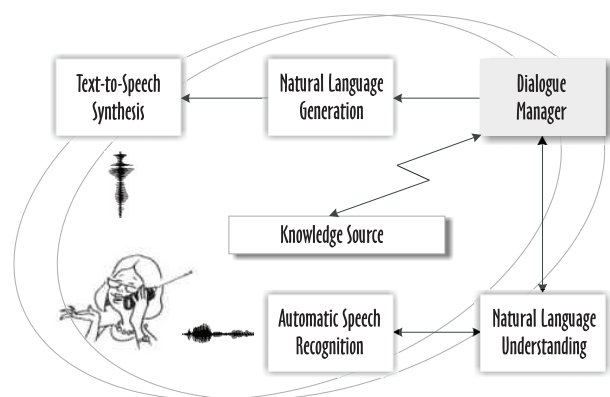 Text-to-Speech
Synthesis
Natural Language
Generation
Dialogue
Manager
Knowledge Source
Automatic Speech
Recognition
Natural Language
Understanding